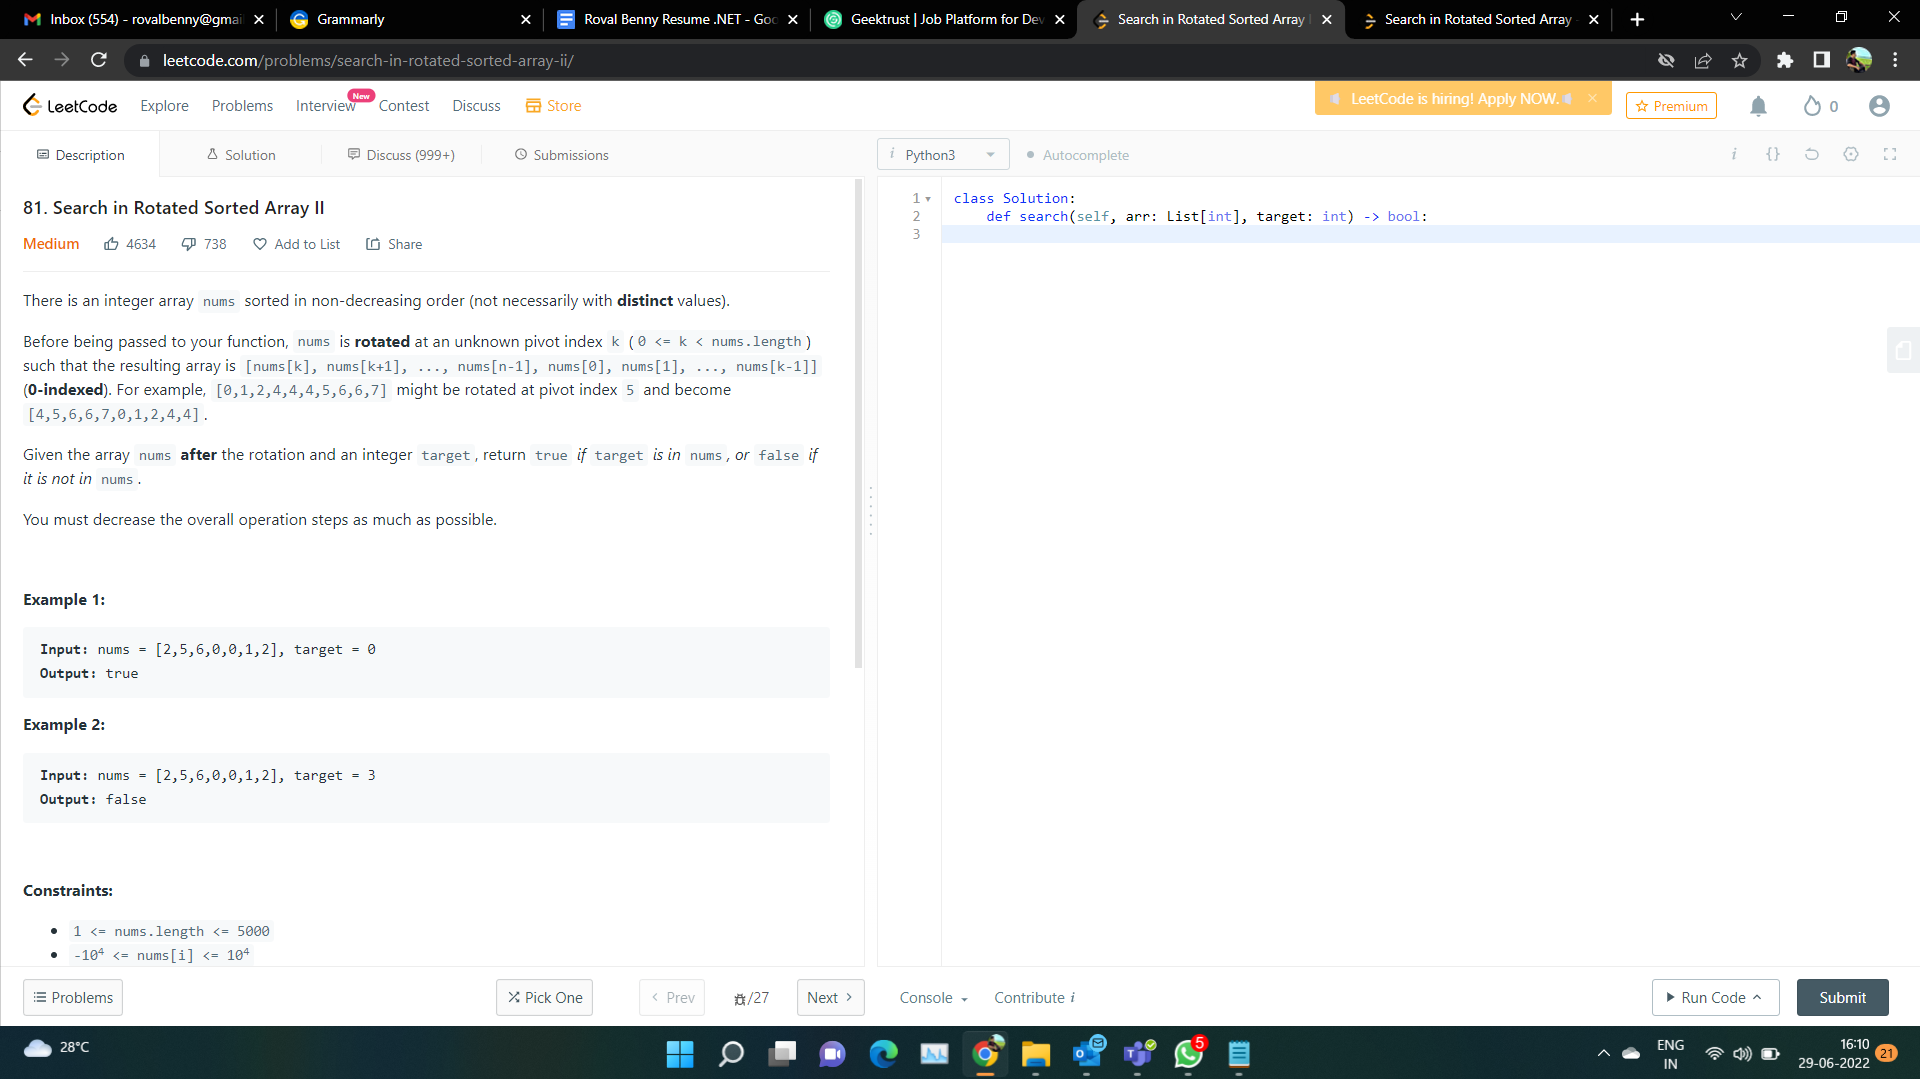 Inbox (554) - rovalbenny@gmai
Grammarly
Roval Benny Resume .NET - Goo
Geektrust | Job Platform for Dev
Search in Rotated Sorted Array I
Search in Rotated Sorted Array
leetcode.com/problems/search-in-rotated-sorted-array-ii/
LeetCode
Explore
Problems
Interview
New
Contest
Discuss
Store
LeetCode is hiring! Apply NOW.
Premium
0
Description
Solution
Discuss (999+)
Submissions
i Python3
Autocomplete
i {}
81. Search in Rotated Sorted Array II
Medium
4634
738
Add to List
Share
There is an integer array nums sorted in non-decreasing order (not necessarily with distinct values).
Before being passed to your function, nums is rotated at an unknown pivot index k (0 <= k < nums.length)
such that the resulting array is [nums[k], nums[k+1], ..., nums[n-1], nums[0], nums[1], ..., nums[k-1]]
(0-indexed). For example, [0,1,2,4,4,4,5,6,6,7] might be rotated at pivot index 5 and become
[4,5,6,6,7,0,1,2,4,4].
Given the array nums after the rotation and an integer target, return true if target is in nums, or false if
it is not in nums.
You must decrease the overall operation steps as much as possible.
Example 1:
Input: nums = [2,5,6,0,0,1,2], target = 0
Output: true
Example 2:
Input: nums = [2,5,6,0,0,1,2], target = 3
Output: false
Constraints:
1 <= nums.length <= 5000
-10⁴ <= nums[i] <= 10⁴
1 class Solution:
2 def search(self, arr: List[int], target: int) -> bool:
3
Problems
Pick One
Prev
/27
Next
Console
Contribute i
Run Code
Submit
28°C
5
ENG
IN
16:10
29-06-2022
21